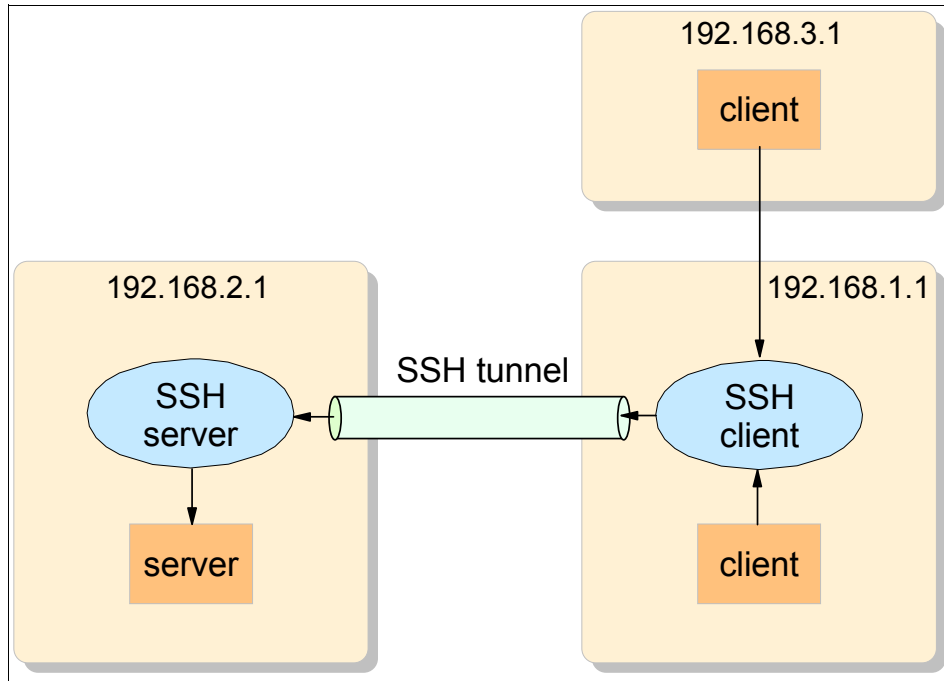 192.168.3.1
client
192.168.2.1
192.168.1.1
SSH tunnel
SSH
server
SSH
client
server
client